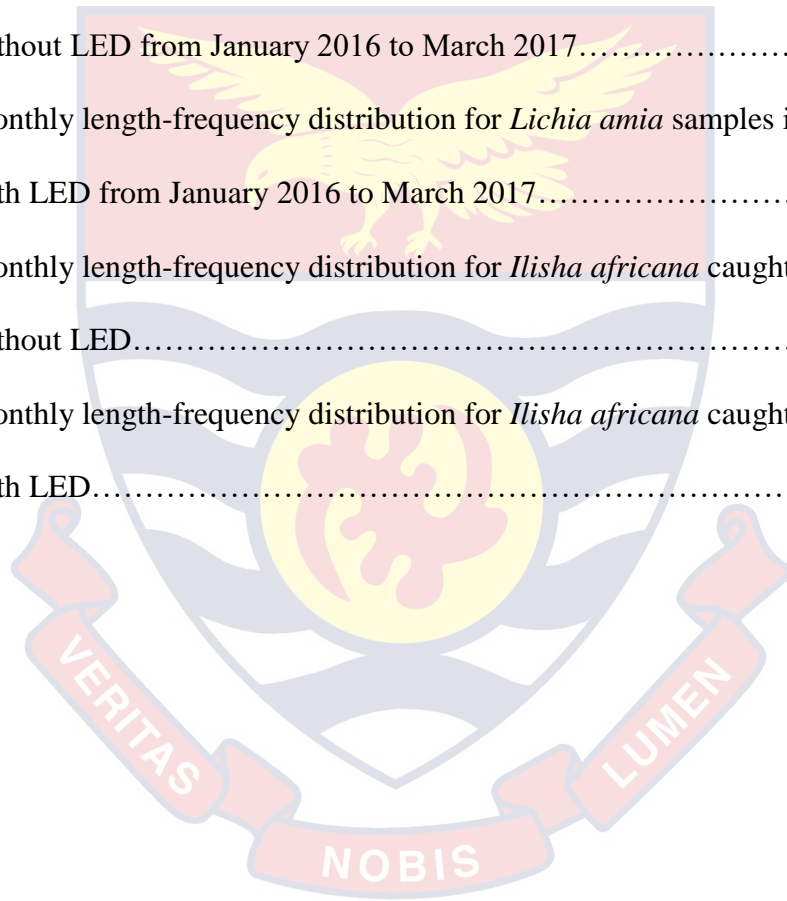 thout LED from January 2016 to March 2017…………………
onthly length-frequency distribution for Lichia amia samples i
th LED from January 2016 to March 2017……………………
onthly length-frequency distribution for Ilisha africana caught
thout LED…………………………………………………………
onthly length-frequency distribution for Ilisha africana caught
th LED……………………………………………………………
VERITAS
NOBIS
LUMEN